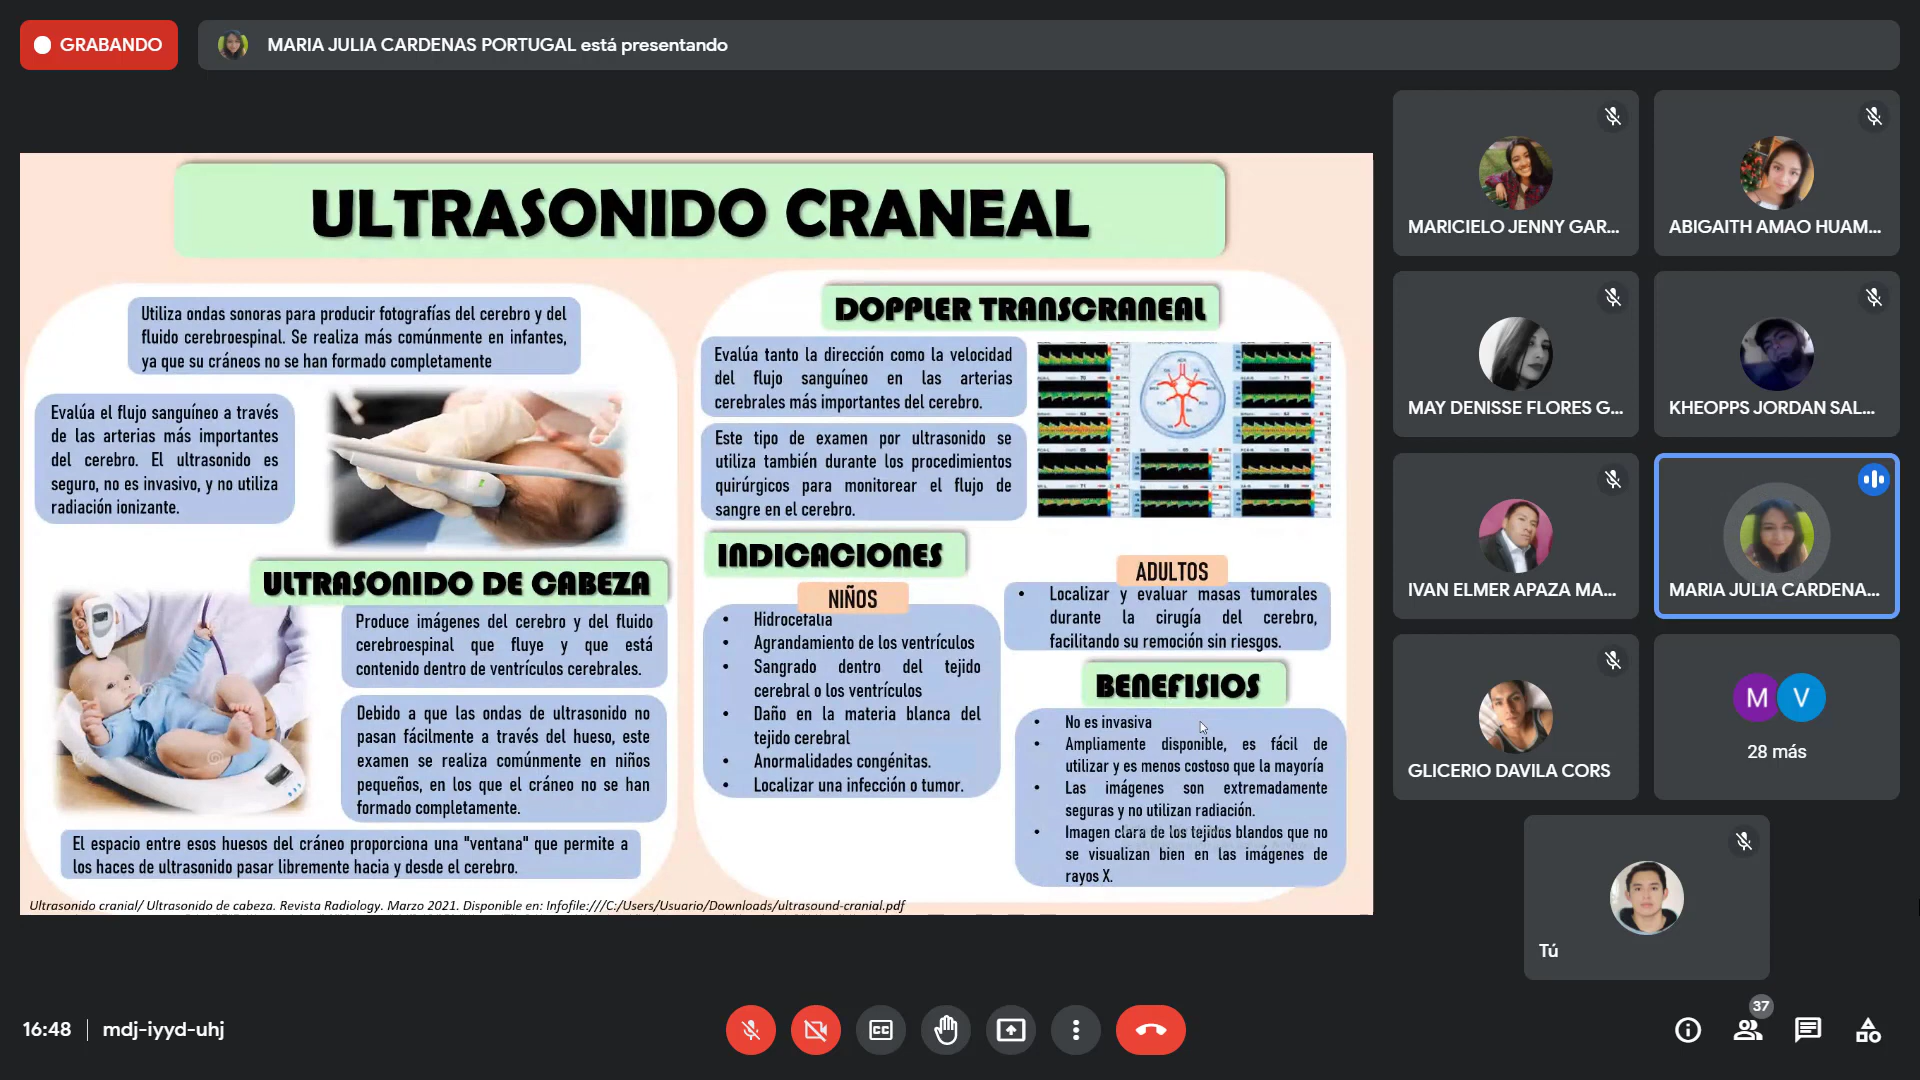 GRABANDO
MARIA JULIA CARDENAS PORTUGAL está presentando
ULTRASONIDO CRANEAL
Utiliza ondas sonoras para producir fotografías del cerebro y del
fluido cerebroespinal. Se realiza más comúnmente en infantes,
ya que su cráneos no se han formado completamente
Evalúa el flujo sanguíneo a través
de las arterias más importantes
del cerebro. El ultrasonido es
seguro, no es invasivo, y no utiliza
radiación ionizante.
ULTRASONIDO DE CABEZA
Produce imágenes del cerebro y del fluido
cerebroespinal que fluye y que está
contenido dentro de ventrículos cerebrales.
Debido a que las ondas de ultrasonido no
pasan fácilmente a través del hueso, este
examen se realiza comúnmente en niños
pequeños, en los que el cráneo no se han
formado completamente.
El espacio entre esos huesos del cráneo proporciona una "ventana" que permite a
los haces de ultrasonido pasar libremente hacia y desde el cerebro.
DOPPLER TRANSCRANEAL
Evalúa tanto la dirección como la velocidad
del flujo sanguíneo en las arterias
cerebrales más importantes del cerebro.
Este tipo de examen por ultrasonido se
utiliza también durante los procedimientos
quirúrgicos para monitorear el flujo de
sangre en el cerebro.
INDICACIONES
NIÑOS
• Hidrocefalia
• Agrandamiento de los ventrículos
• Sangrado dentro del tejido
cerebral o los ventrículos
• Daño en la materia blanca del
tejido cerebral
• Anormalidades congénitas.
• Localizar una infección o tumor.
ADULTOS
• Localizar y evaluar masas tumorales
durante la cirugía del cerebro,
facilitando su remoción sin riesgos.
BENEFISIOS
• No es invasiva
• Ampliamente disponible, es fácil de
utilizar y es menos costoso que la mayoría
• Las imágenes son extremadamente
seguras y no utilizan radiación.
• Imagen clara de los tejidos blandos que no
se visualizan bien en las imágenes de
rayos X.
Ultrasonido cranial/ Ultrasonido de cabeza. Revista Radiology. Marzo 2021. Disponible en: Infofile:///C:/Users/Usuario/Downloads/ultrasound-cranial.pdf
MARICIELO JENNY GAR...
ABIGAITH AMAO HUAM...
MAY DENISSE FLORES G...
KHEOPPS JORDAN SAL...
IVAN ELMER APAZA MA...
MARIA JULIA CARDENA...
GLICERIO DAVILA CORS
M V
28 más
Tú
16:48 | mdj-iyyd-uhj
CC
37